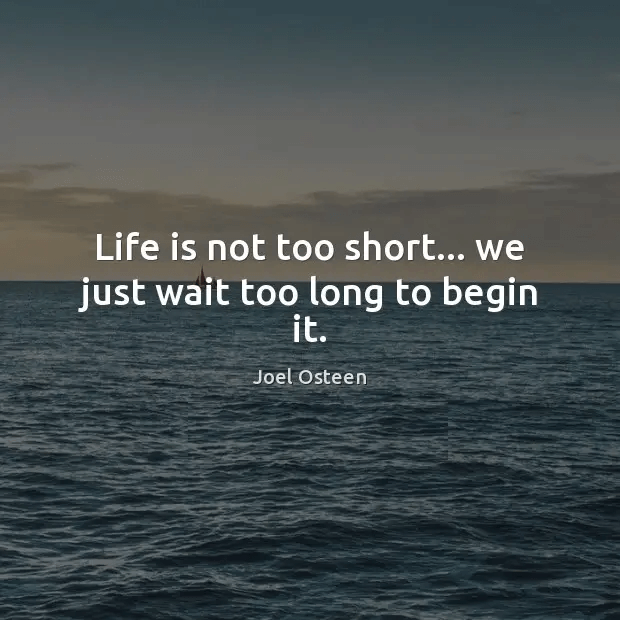 Life is not too short... we
just wait too long to begin
it.
Joel Osteen